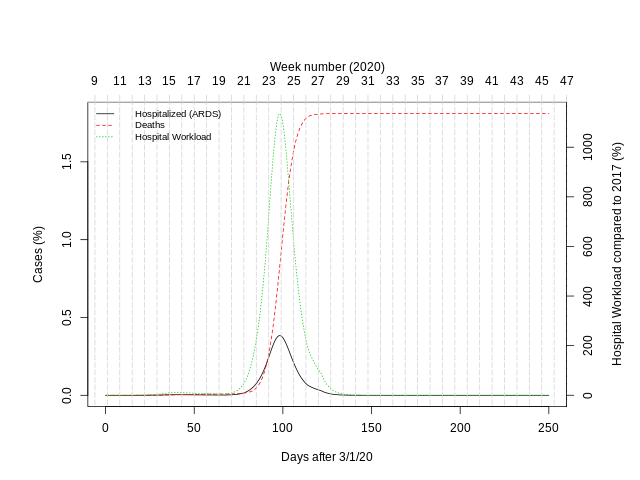 Week number (2020)
9 11 13 15 17 19 21 23 25 27 29 31 33 35 37 39 41 43 45 47
Hospitalized (ARDS)
Deaths
Hospital Workload
Cases (%)
0.0 0.5 1.0 1.5
Hospital Workload compared to 2017 (%)
0 200 400 600 800 1000
0 50 100 150 200 250
Days after 3/1/20